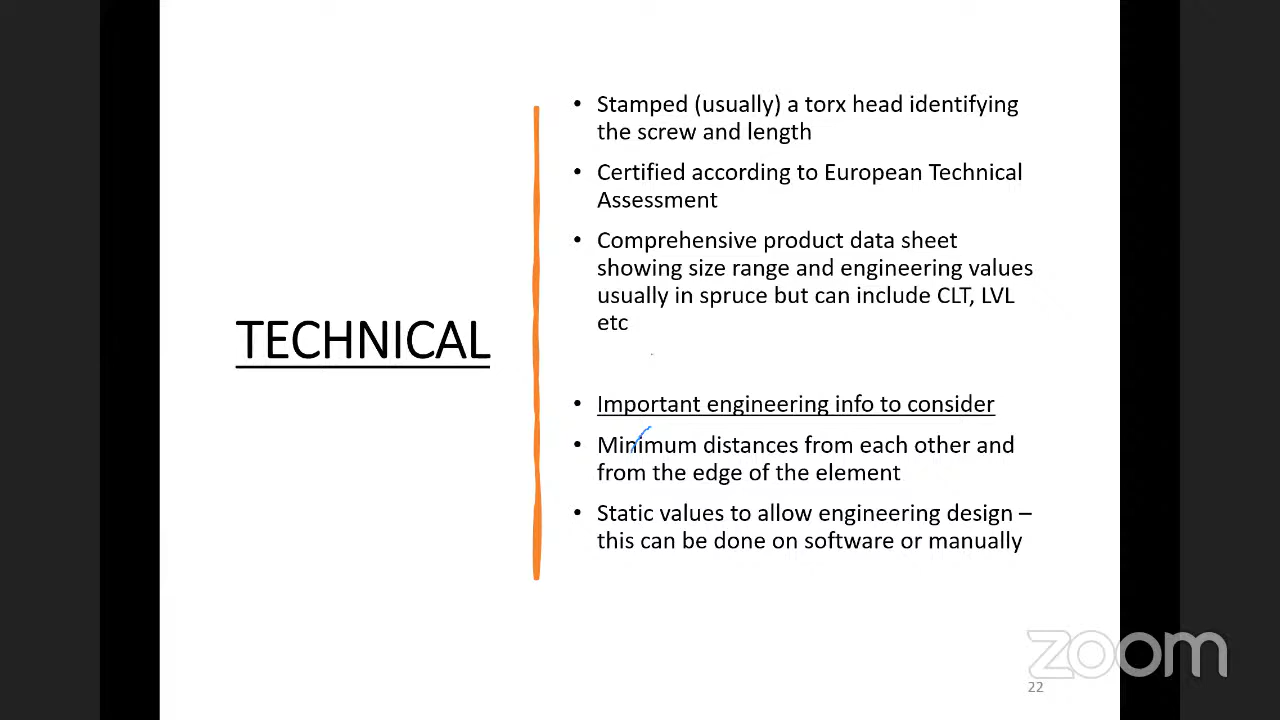 TECHNICAL
• Stamped (usually) a torx head identifying
the screw and length
• Certified according to European Technical
Assessment
• Comprehensive product data sheet
showing size range and engineering values
usually in spruce but can include CLT, LVL
etc
• Important engineering info to consider
• Minimum distances from each other and
from the edge of the element
• Static values to allow engineering design –
this can be done on software or manually
zoom
22